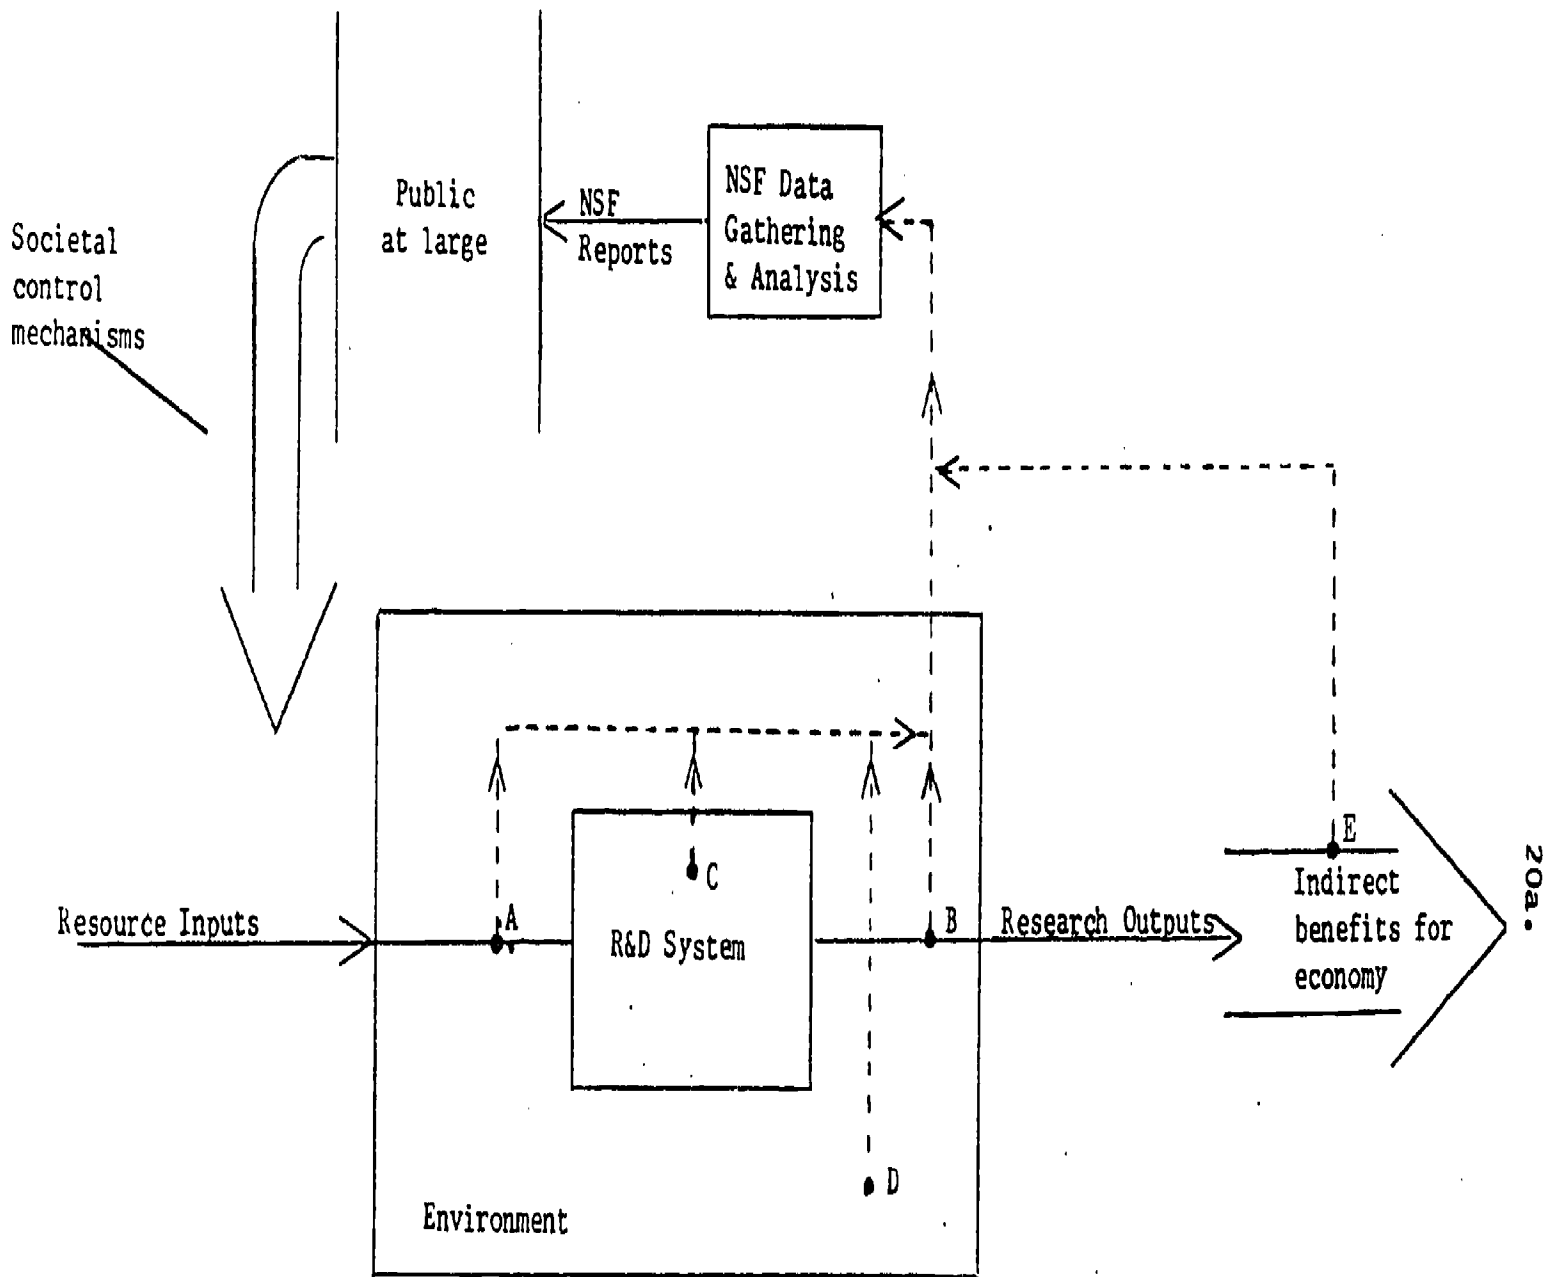 Societal
control
mechanisms
Public
at large
NSF
Reports
NSF Data
Gathering
& Analysis
Resource Inputs
A
C
R&D System
B
D
Environment
Research Outputs
E
Indirect
benefits for
economy
20a.